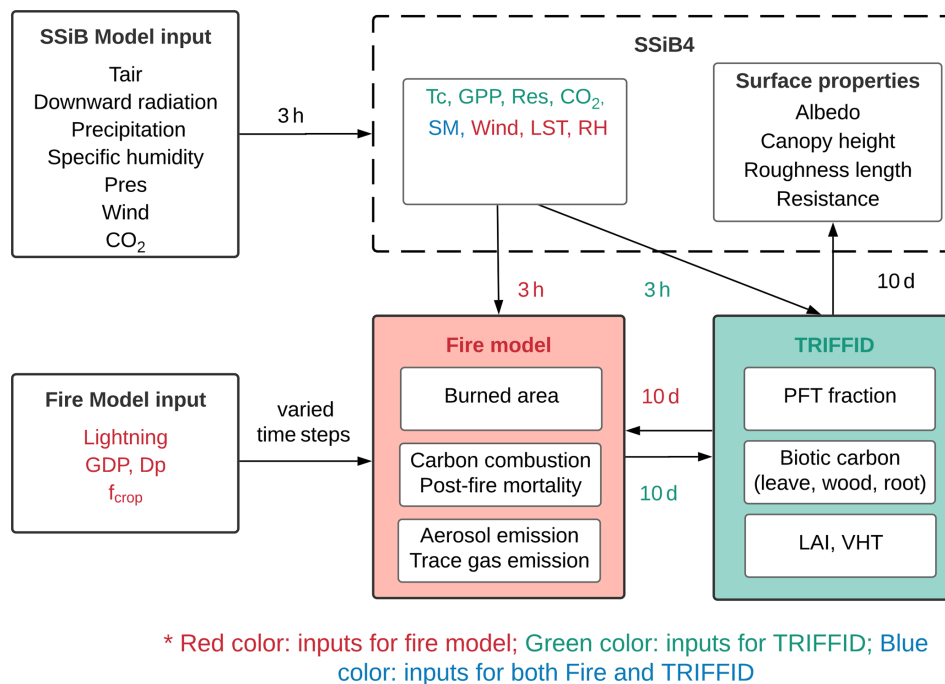 SSiB Model input
Tair
Downward radiation
Precipitation
Specific humidity
Pres
Wind
CO₂
3 h
SSiB4
Tc, GPP, Res, CO₂,
SM, Wind, LST, RH
Surface properties
Albedo
Canopy height
Roughness length
Resistance
3 h
3 h
10 d
Fire Model input
Lightning
GDP, Dp
f_crop
varied
time steps
Fire model
Burned area
Carbon combustion
Post-fire mortality
Aerosol emission
Trace gas emission
10 d
10 d
TRIFFID
PFT fraction
Biotic carbon
(leave, wood, root)
LAI, VHT
* Red color: inputs for fire model; Green color: inputs for TRIFFID; Blue
color: inputs for both Fire and TRIFFID